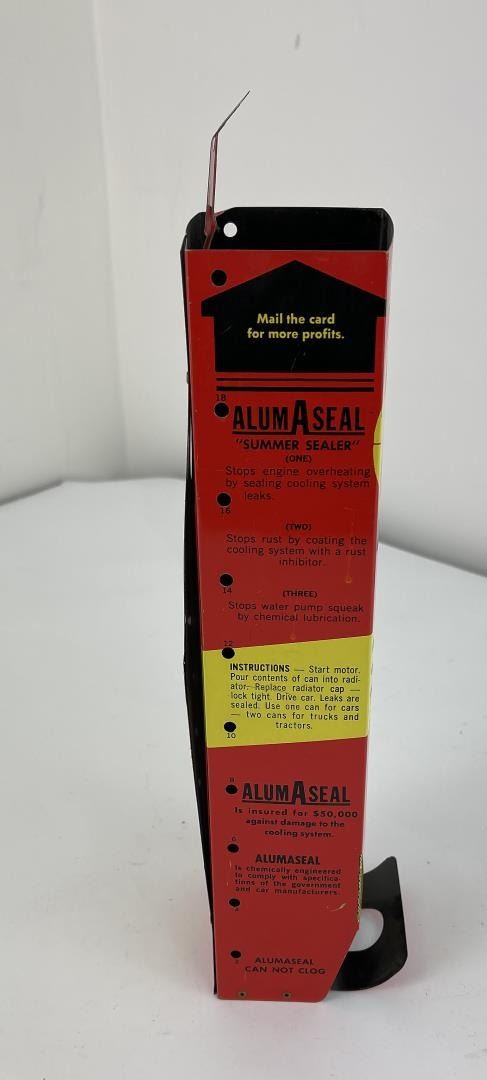 Mail the card
for more profits.
18
ALUMASEAL
"SUMMER SEALER"
(ONE)
Stops engine overheating
by sealing cooling system
leaks.
16
(TWO)
Stops rust by coating the
cooling system with a rust
inhibitor.
14
(THREE)
Stops water pump squeak
by chemical lubrication.
12
INSTRUCTIONS — Start motor.
Pour contents of can into radi-
ator. Replace radiator cap —
lock tight. Drive car. Leaks are
sealed. Use one can for cars
— two cans for trucks and
tractors.
10
8
ALUMASEAL
Is insured for $50,000
against damage to the
cooling system.
6
ALUMASEAL
Is chemically engineered
to comply with specifica-
tions of the government
and car manufacturers.
4
2
ALUMASEAL
CAN NOT CLOG